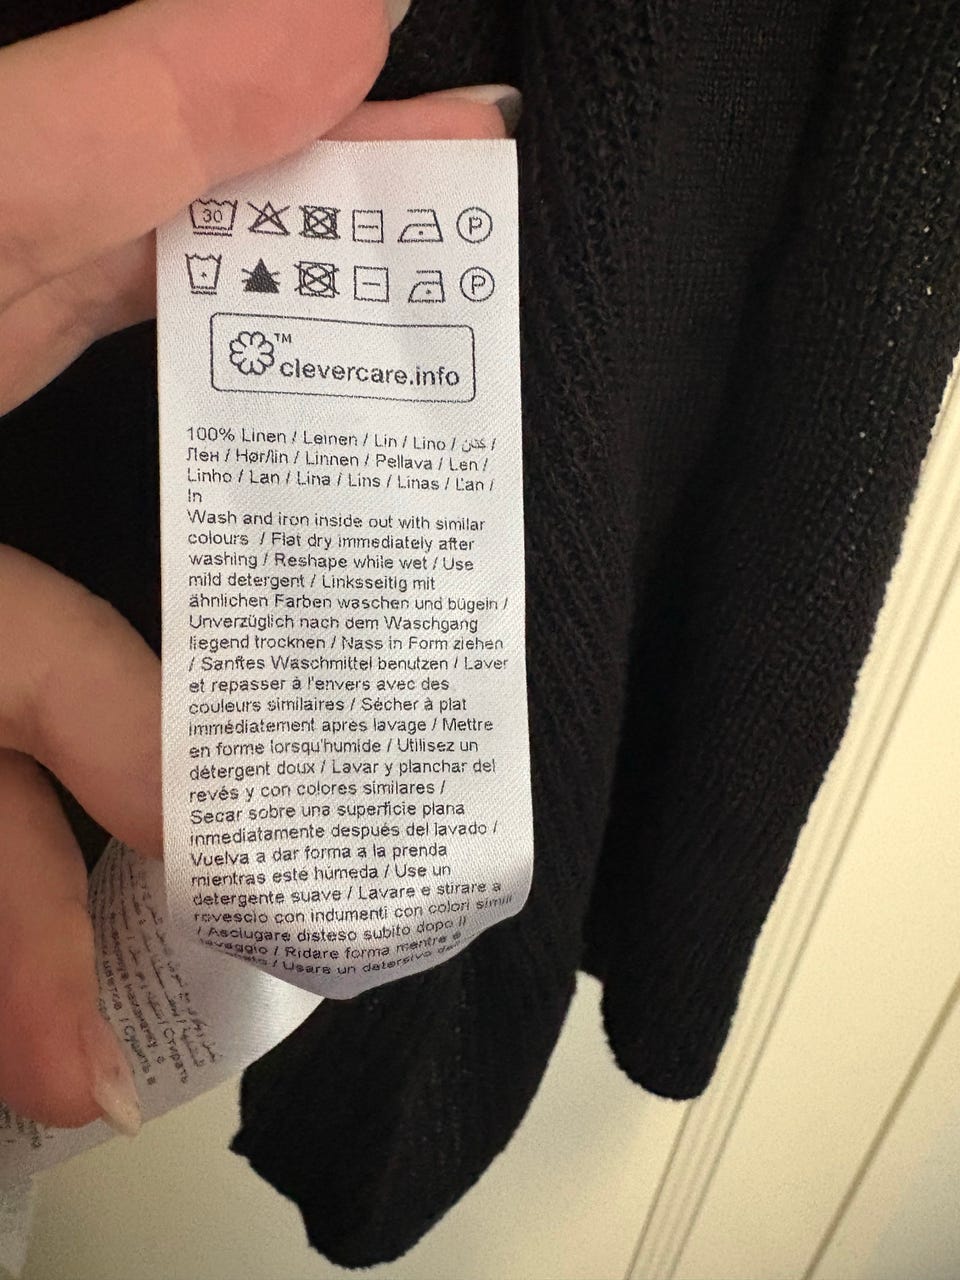 30
P
P
™
clevercare.info
100% Linen / Leinen / Lin / Lino / كتان /
Лен / Hør/lin / Linnen / Pellava / Len /
Linho / Lan / Lina / Lins / Linas / Ľan /
In
Wash and iron inside out with similar
colours / Flat dry immediately after
washing / Reshape while wet / Use
mild detergent / Linksseitig mit
ähnlichen Farben waschen und bügeln /
Unverzüglich nach dem Waschgang
liegend trocknen / Nass in Form ziehen
/ Sanftes Waschmittel benutzen / Laver
et repasser à l'envers avec des
couleurs similaires / Sécher à plat
immédiatement après lavage / Mettre
en forme lorsqu'humide / Utilisez un
détergent doux / Lavar y planchar del
revés y con colores similares /
Secar sobre una superficie plana
inmediatamente después del lavado /
Vuelva a dar forma a la prenda
mientras esté húmeda / Use un
detergente suave / Lavare e stirare a
rovescio con indumenti con colori simili
/ Asciugare disteso subito dopo il
lavaggio / Ridare forma mentre è
/ Usare un detersivo
Стирать